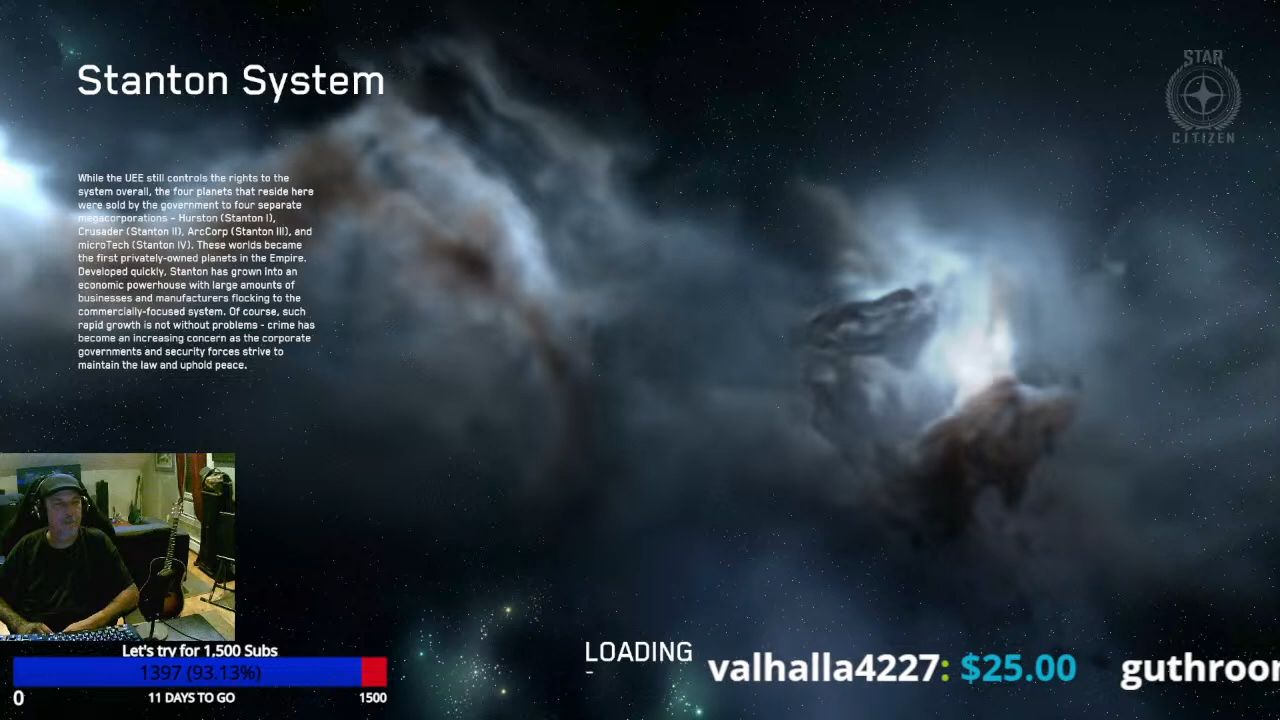 Stanton System
STAR
CITIZEN
While the UEE still controls the rights to the
system overall, the four planets that reside here
were sold by the government to four separate
megacorporations - Hurston (Stanton I),
Crusader (Stanton II), ArcCorp (Stanton III), and
microTech (Stanton IV). These worlds became
the first privately-owned planets in the Empire.
Developed quickly, Stanton has grown into an
economic powerhouse with large amounts of
businesses and manufacturers flocking to the
commercially-focused system. Of course, such
rapid growth is not without problems - crime has
become an increasing concern as the corporate
governments and security forces strive to
maintain the law and uphold peace.
Let's try for 1,500 Subs
1397 (93.13%)
0 11 DAYS TO GO 1500
LOADING
valhalla4227: $25.00 guthroor